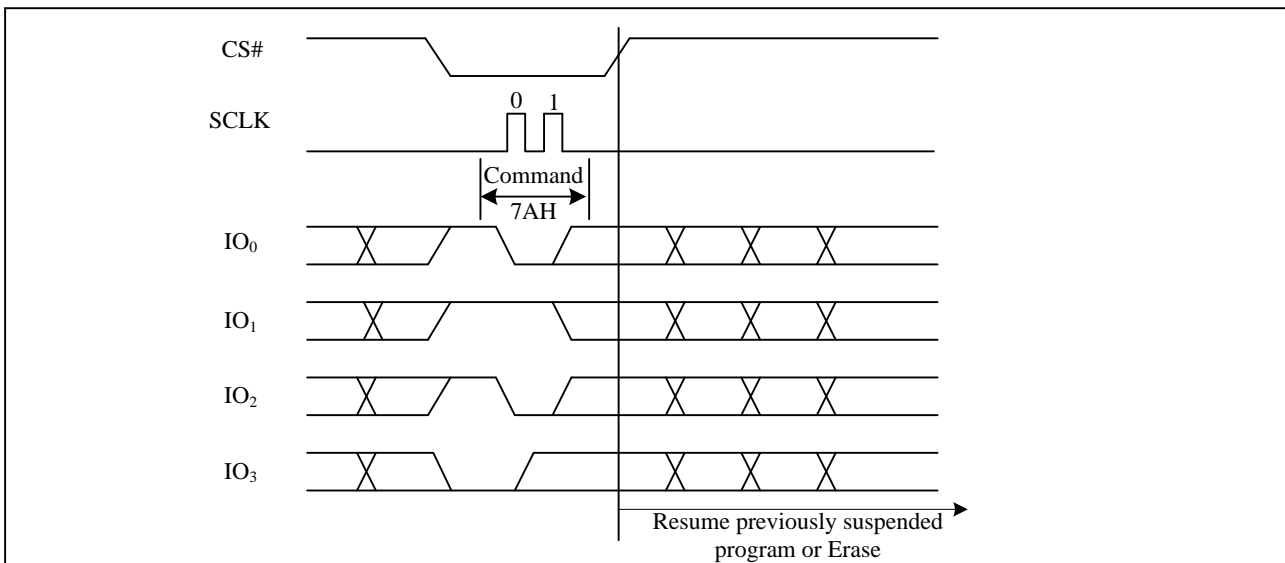 CS#
0 1
SCLK
Command
7AH
IO₀
IO₁
IO₂
IO₃
Resume previously suspended
program or Erase